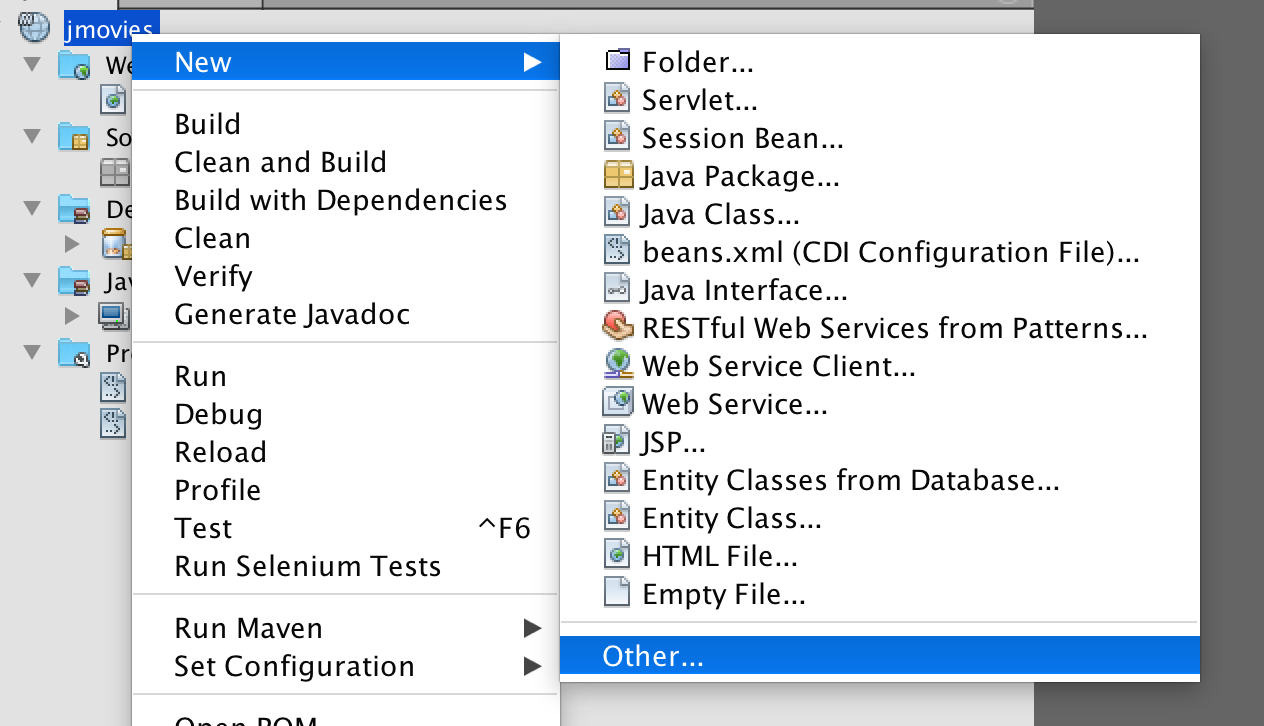 jmovies
We
So
De
Jav
Pr
New
Build
Clean and Build
Build with Dependencies
Clean
Verify
Generate Javadoc
Run
Debug
Reload
Profile
Test ^F6
Run Selenium Tests
Run Maven
Set Configuration
Open POM
Folder...
Servlet...
Session Bean...
Java Package...
Java Class...
beans.xml (CDI Configuration File)...
Java Interface...
RESTful Web Services from Patterns...
Web Service Client...
Web Service...
JSP...
Entity Classes from Database...
Entity Class...
HTML File...
Empty File...
Other...